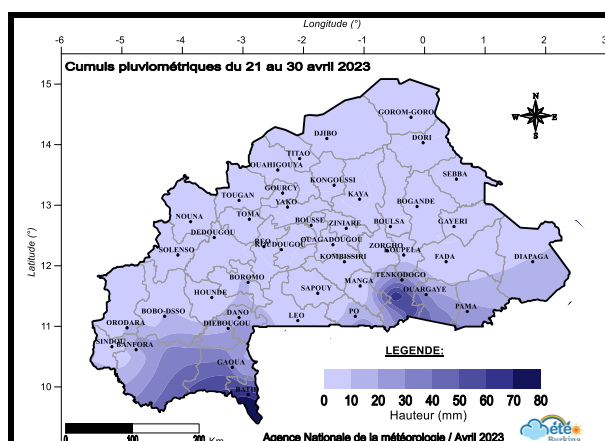 Longitude (°)
-6 -5 -4 -3 -2 -1 0 1 2 3
Cumuls pluviométriques du 21 au 30 avril 2023
15
GOROM-GORO
N
W E
S
DJIBO
DORI
14
TITAO
OUAHIGOUYA
KONGOUSSI
SEBBA
GOURCY
KAYA
TOUGAN
YAKO
BOGANDE
13
NOUNA
TOMA
BOUSSE
ZINIARE
BOULSA
GAYERI
DEDOUGOU
REO
KOUDOUGOU
OUAGADOUGOU
ZORGHO
KOUPELA
SOLENSO
KOMBISSIRI
FADA
DIAPAGA
12
Latitude (°)
BOROMO
TENKODOGO
HOUNDE
SAPOUY
MANGA
OUARGAYE
BOBO-DSSO
DANO
LEO
PO
PAMA
11
ORODARA
DIEBOUGOU
SINDOU
BANFORA
LEGENDE:
GAOUA
10
BATIE
0 10 20 30 40 50 60 70 80
Hauteur (mm)
0 100 200 Km
Agence Nationale de la météorologie / Avril 2023
météo
Burkina